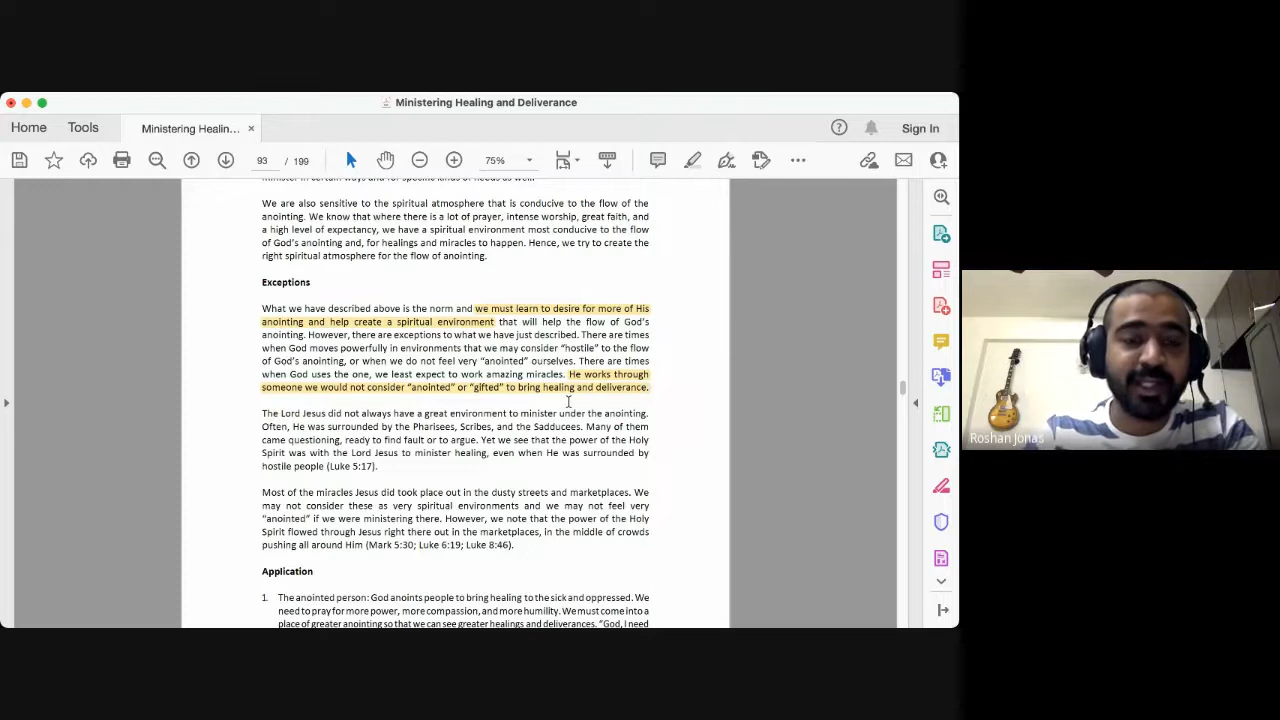 Ministering Healing and Deliverance
Home
Tools
Ministering Healin...
Sign In
93 / 199
75%
minister in certain ways and for specific kinds of needs as well.
We are also sensitive to the spiritual atmosphere that is conducive to the flow of the
anointing. We know that where there is a lot of prayer, intense worship, great faith, and
a high level of expectancy, we have a spiritual environment most conducive to the flow
of God's anointing and, for healings and miracles to happen. Hence, we try to create the
right spiritual atmosphere for the flow of anointing.
Exceptions
What we have described above is the norm and we must learn to desire for more of His
anointing and help create a spiritual environment that will help the flow of God's
anointing. However, there are exceptions to what we have just described. There are times
when God moves powerfully in environments that we may consider “hostile” to the flow
of God's anointing, or when we do not feel very “anointed” ourselves. There are times
when God uses the one, we least expect to work amazing miracles. He works through
someone we would not consider “anointed” or “gifted” to bring healing and deliverance.
The Lord Jesus did not always have a great environment to minister under the anointing.
Often, He was surrounded by the Pharisees, Scribes, and the Sadducees. Many of them
came questioning, ready to find fault or to argue. Yet we see that the power of the Holy
Spirit was with the Lord Jesus to minister healing, even when He was surrounded by
hostile people (Luke 5:17).
Most of the miracles Jesus did took place out in the dusty streets and marketplaces. We
may not consider these as very spiritual environments and we may not feel very
“anointed” if we were ministering there. However, we note that the power of the Holy
Spirit flowed through Jesus right there out in the marketplaces, in the middle of crowds
pushing all around Him (Mark 5:30; Luke 6:19; Luke 8:46).
Application
1. The anointed person: God anoints people to bring healing to the sick and oppressed. We
need to pray for more power, more compassion, and more humility. We must come into a
place of greater anointing so that we can see greater healings and deliverances. “God, I need
Roshan Jonas